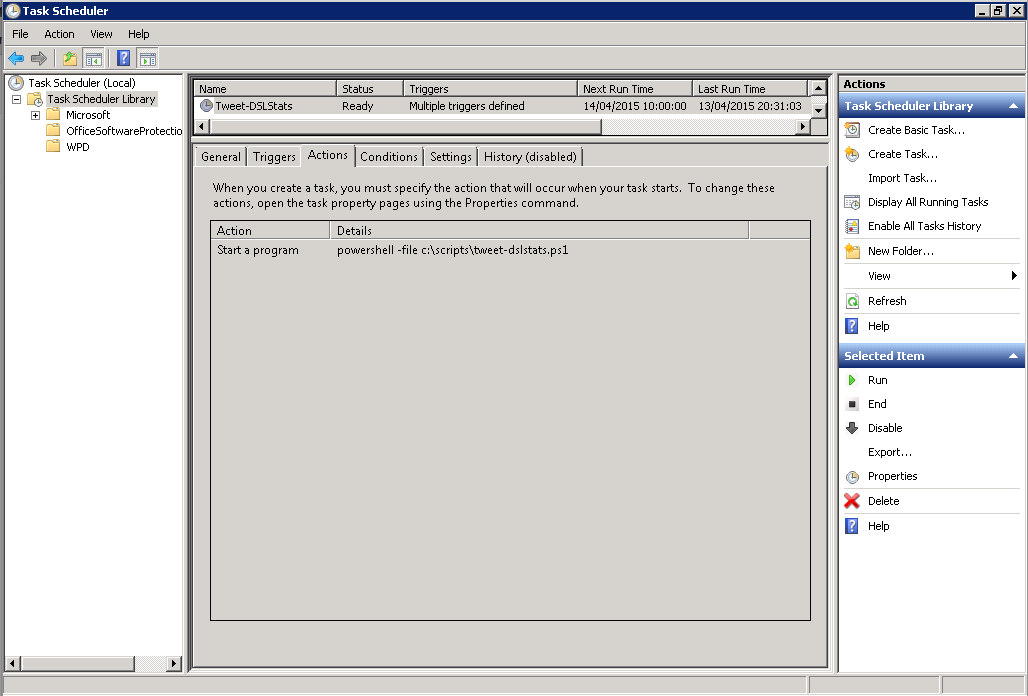 Task Scheduler
File Action View Help
Task Scheduler (Local)
Task Scheduler Library
Microsoft
OfficeSoftwareProtectio
WPD
Name Status Triggers Next Run Time Last Run Time
Tweet-DSLStats Ready Multiple triggers defined 14/04/2015 10:00:00 13/04/2015 20:31:03
General Triggers Actions Conditions Settings History (disabled)
When you create a task, you must specify the action that will occur when your task starts. To change these
actions, open the task property pages using the Properties command.
Action Details
Start a program powershell -file c:\scripts\tweet-dslstats.ps1
Actions
Task Scheduler Library
Create Basic Task...
Create Task...
Import Task...
Display All Running Tasks
Enable All Tasks History
New Folder...
View
Refresh
Help
Selected Item
Run
End
Disable
Export...
Properties
Delete
Help